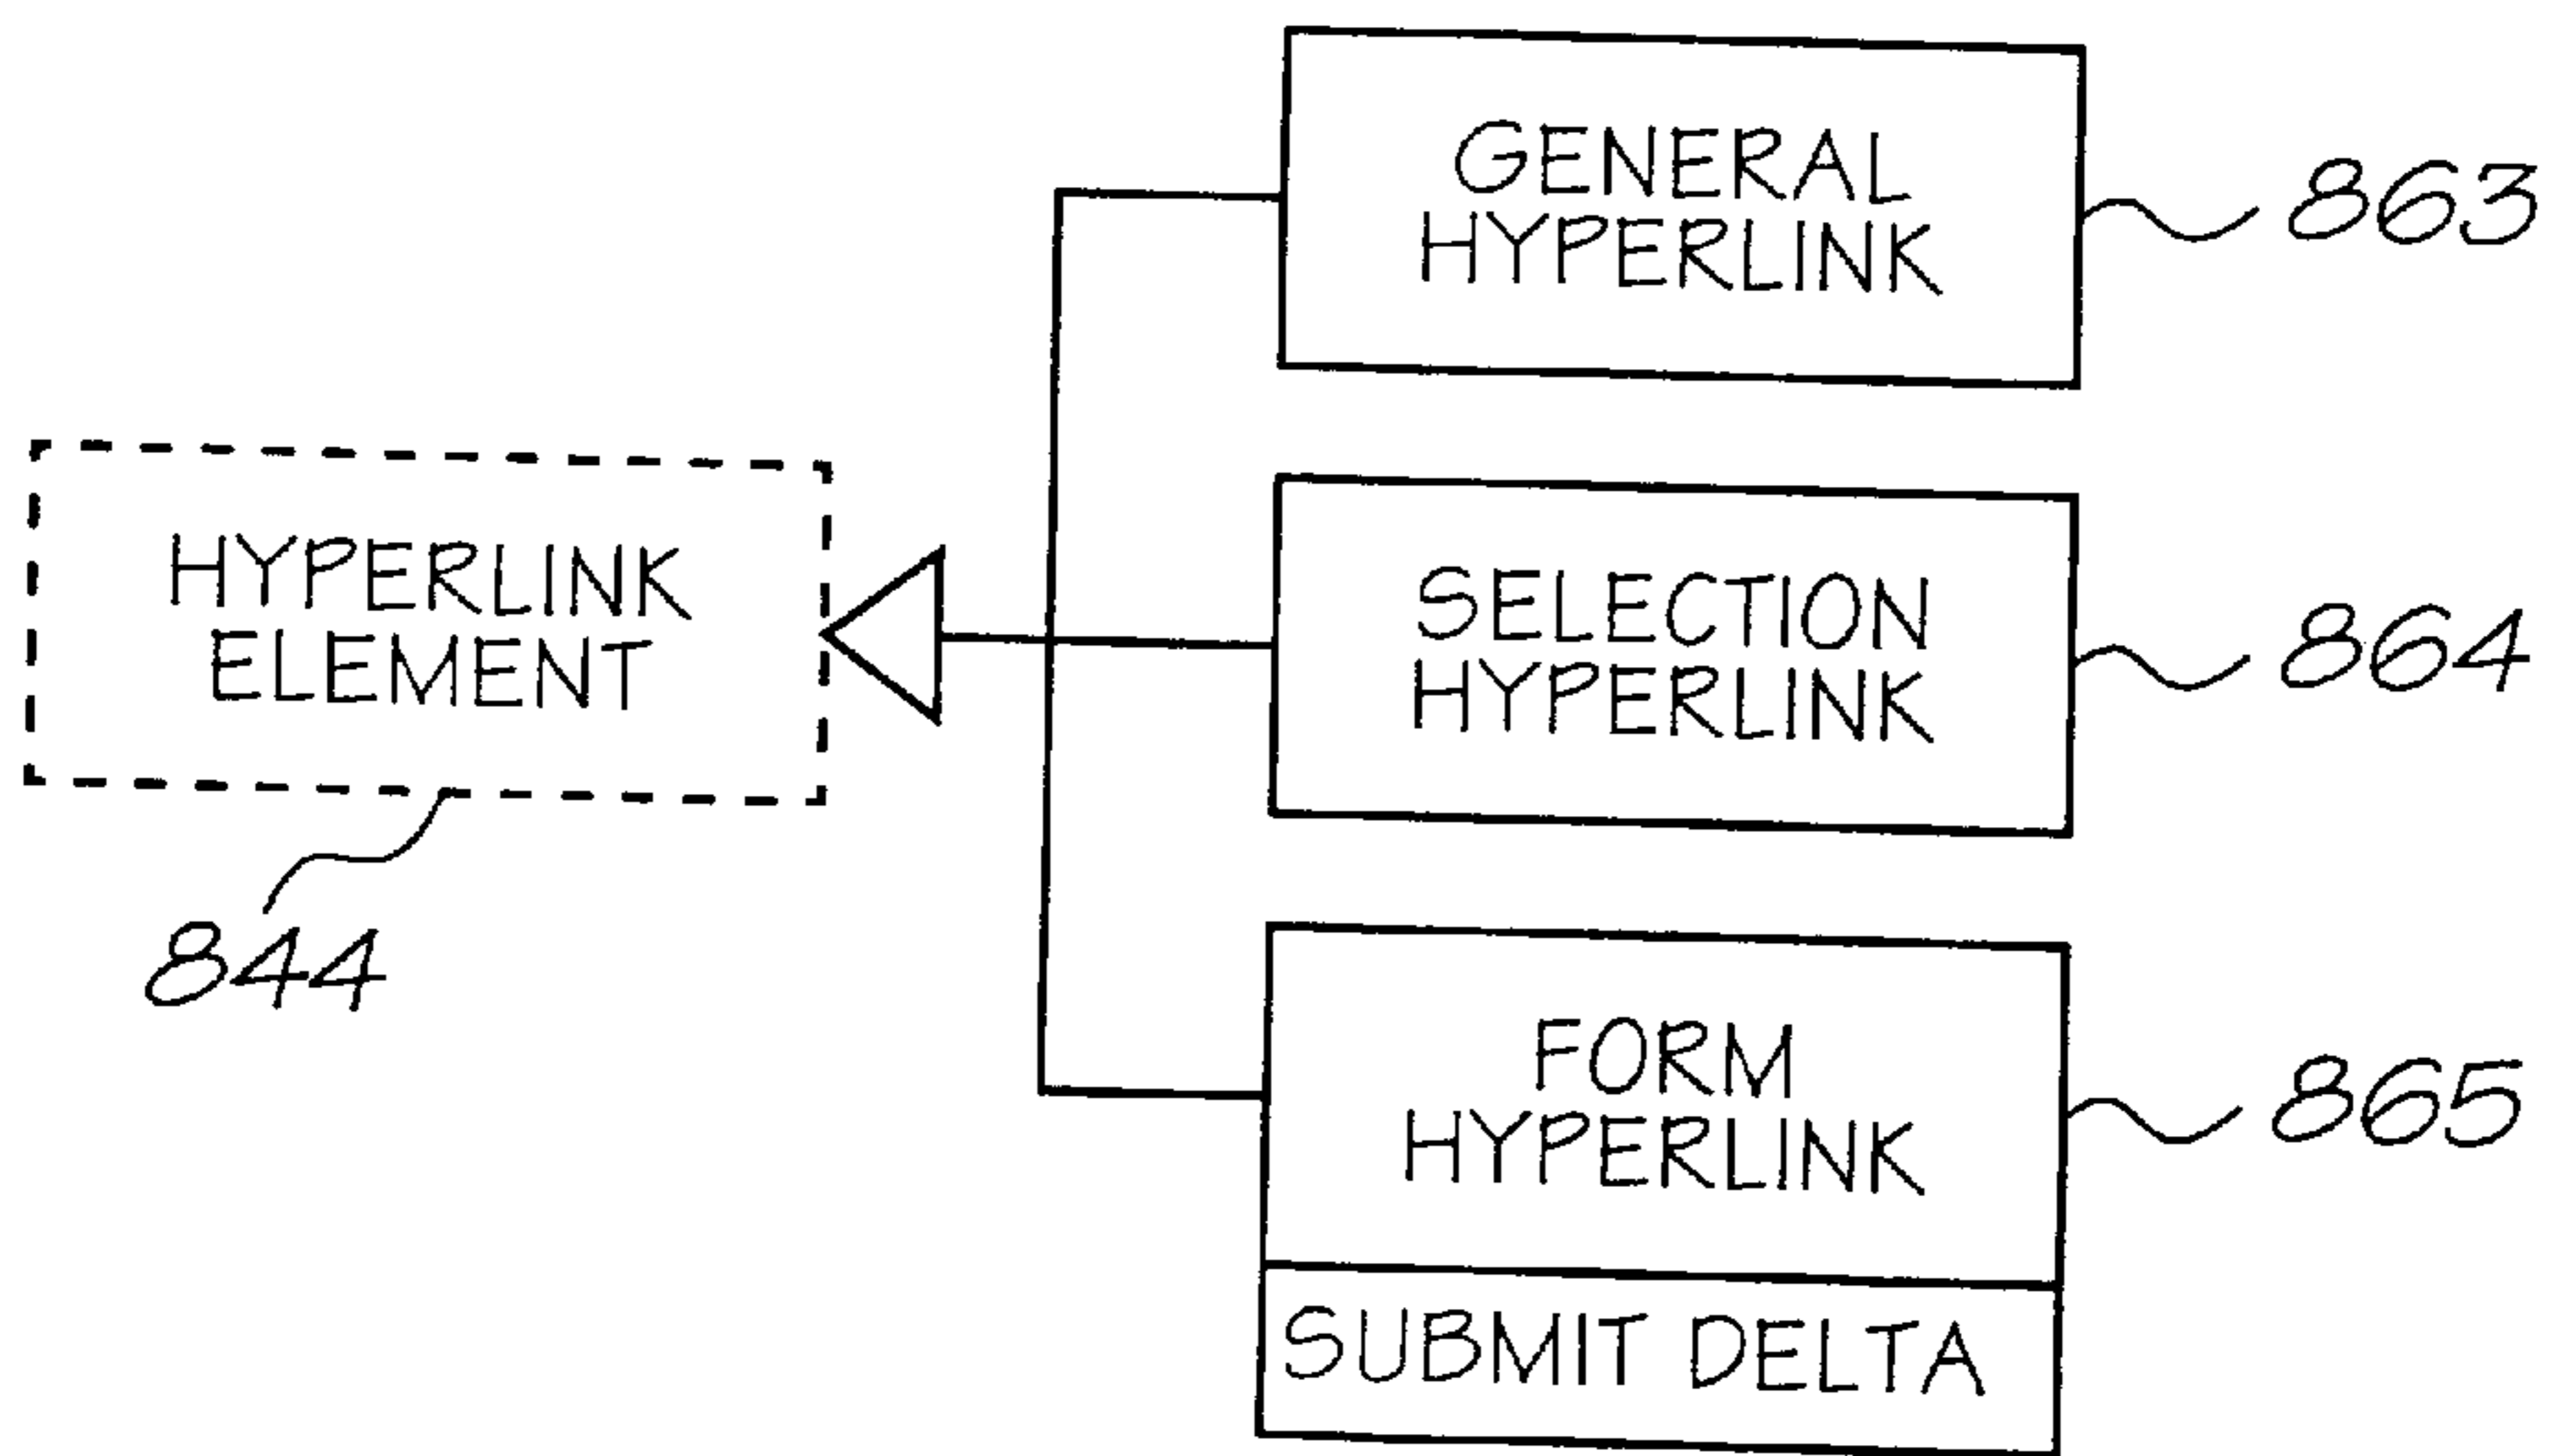 GENERAL
HYPERLINK
863
HYPERLINK
ELEMENT
844
SELECTION
HYPERLINK
864
FORM
HYPERLINK
865
SUBMIT DELTA